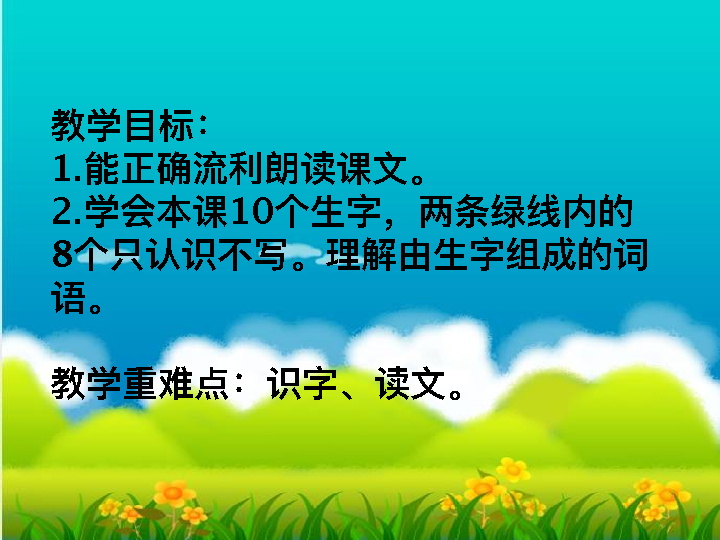 教学目标：
1.能正确流利朗读课文。
2.学会本课10个生字，两条绿线内的
8个只认识不写。理解由生字组成的词
语。
教学重难点：识字、读文。